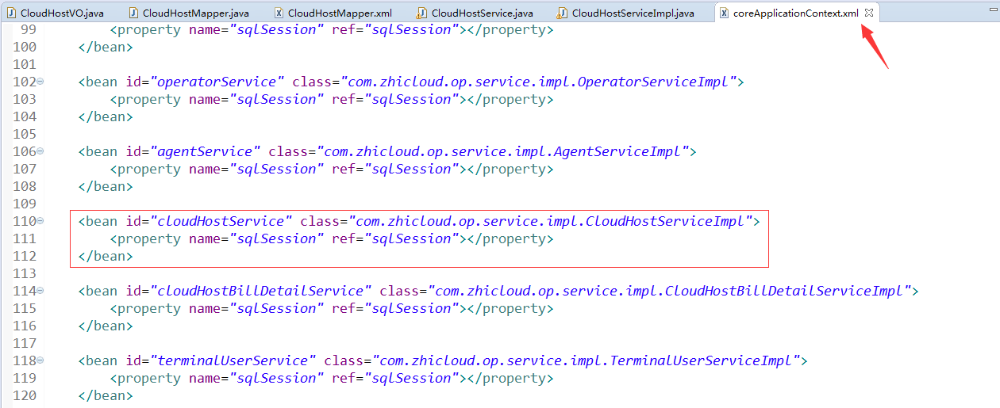 CloudHostVO.java CloudHostMapper.java CloudHostMapper.xml CloudHostService.java CloudHostServiceImpl.java coreApplicationContext.xml
99 <property name="sqlSession" ref="sqlSession"></property>
100 </bean>
101
102 <bean id="operatorService" class="com.zhicloud.op.service.impl.OperatorServiceImpl">
103 <property name="sqlSession" ref="sqlSession"></property>
104 </bean>
105
106 <bean id="agentService" class="com.zhicloud.op.service.impl.AgentServiceImpl">
107 <property name="sqlSession" ref="sqlSession"></property>
108 </bean>
109
110 <bean id="cloudHostService" class="com.zhicloud.op.service.impl.CloudHostServiceImpl">
111 <property name="sqlSession" ref="sqlSession"></property>
112 </bean>
113
114 <bean id="cloudHostBillDetailService" class="com.zhicloud.op.service.impl.CloudHostBillDetailServiceImpl">
115 <property name="sqlSession" ref="sqlSession"></property>
116 </bean>
117
118 <bean id="terminalUserService" class="com.zhicloud.op.service.impl.TerminalUserServiceImpl">
119 <property name="sqlSession" ref="sqlSession"></property>
120 </bean>